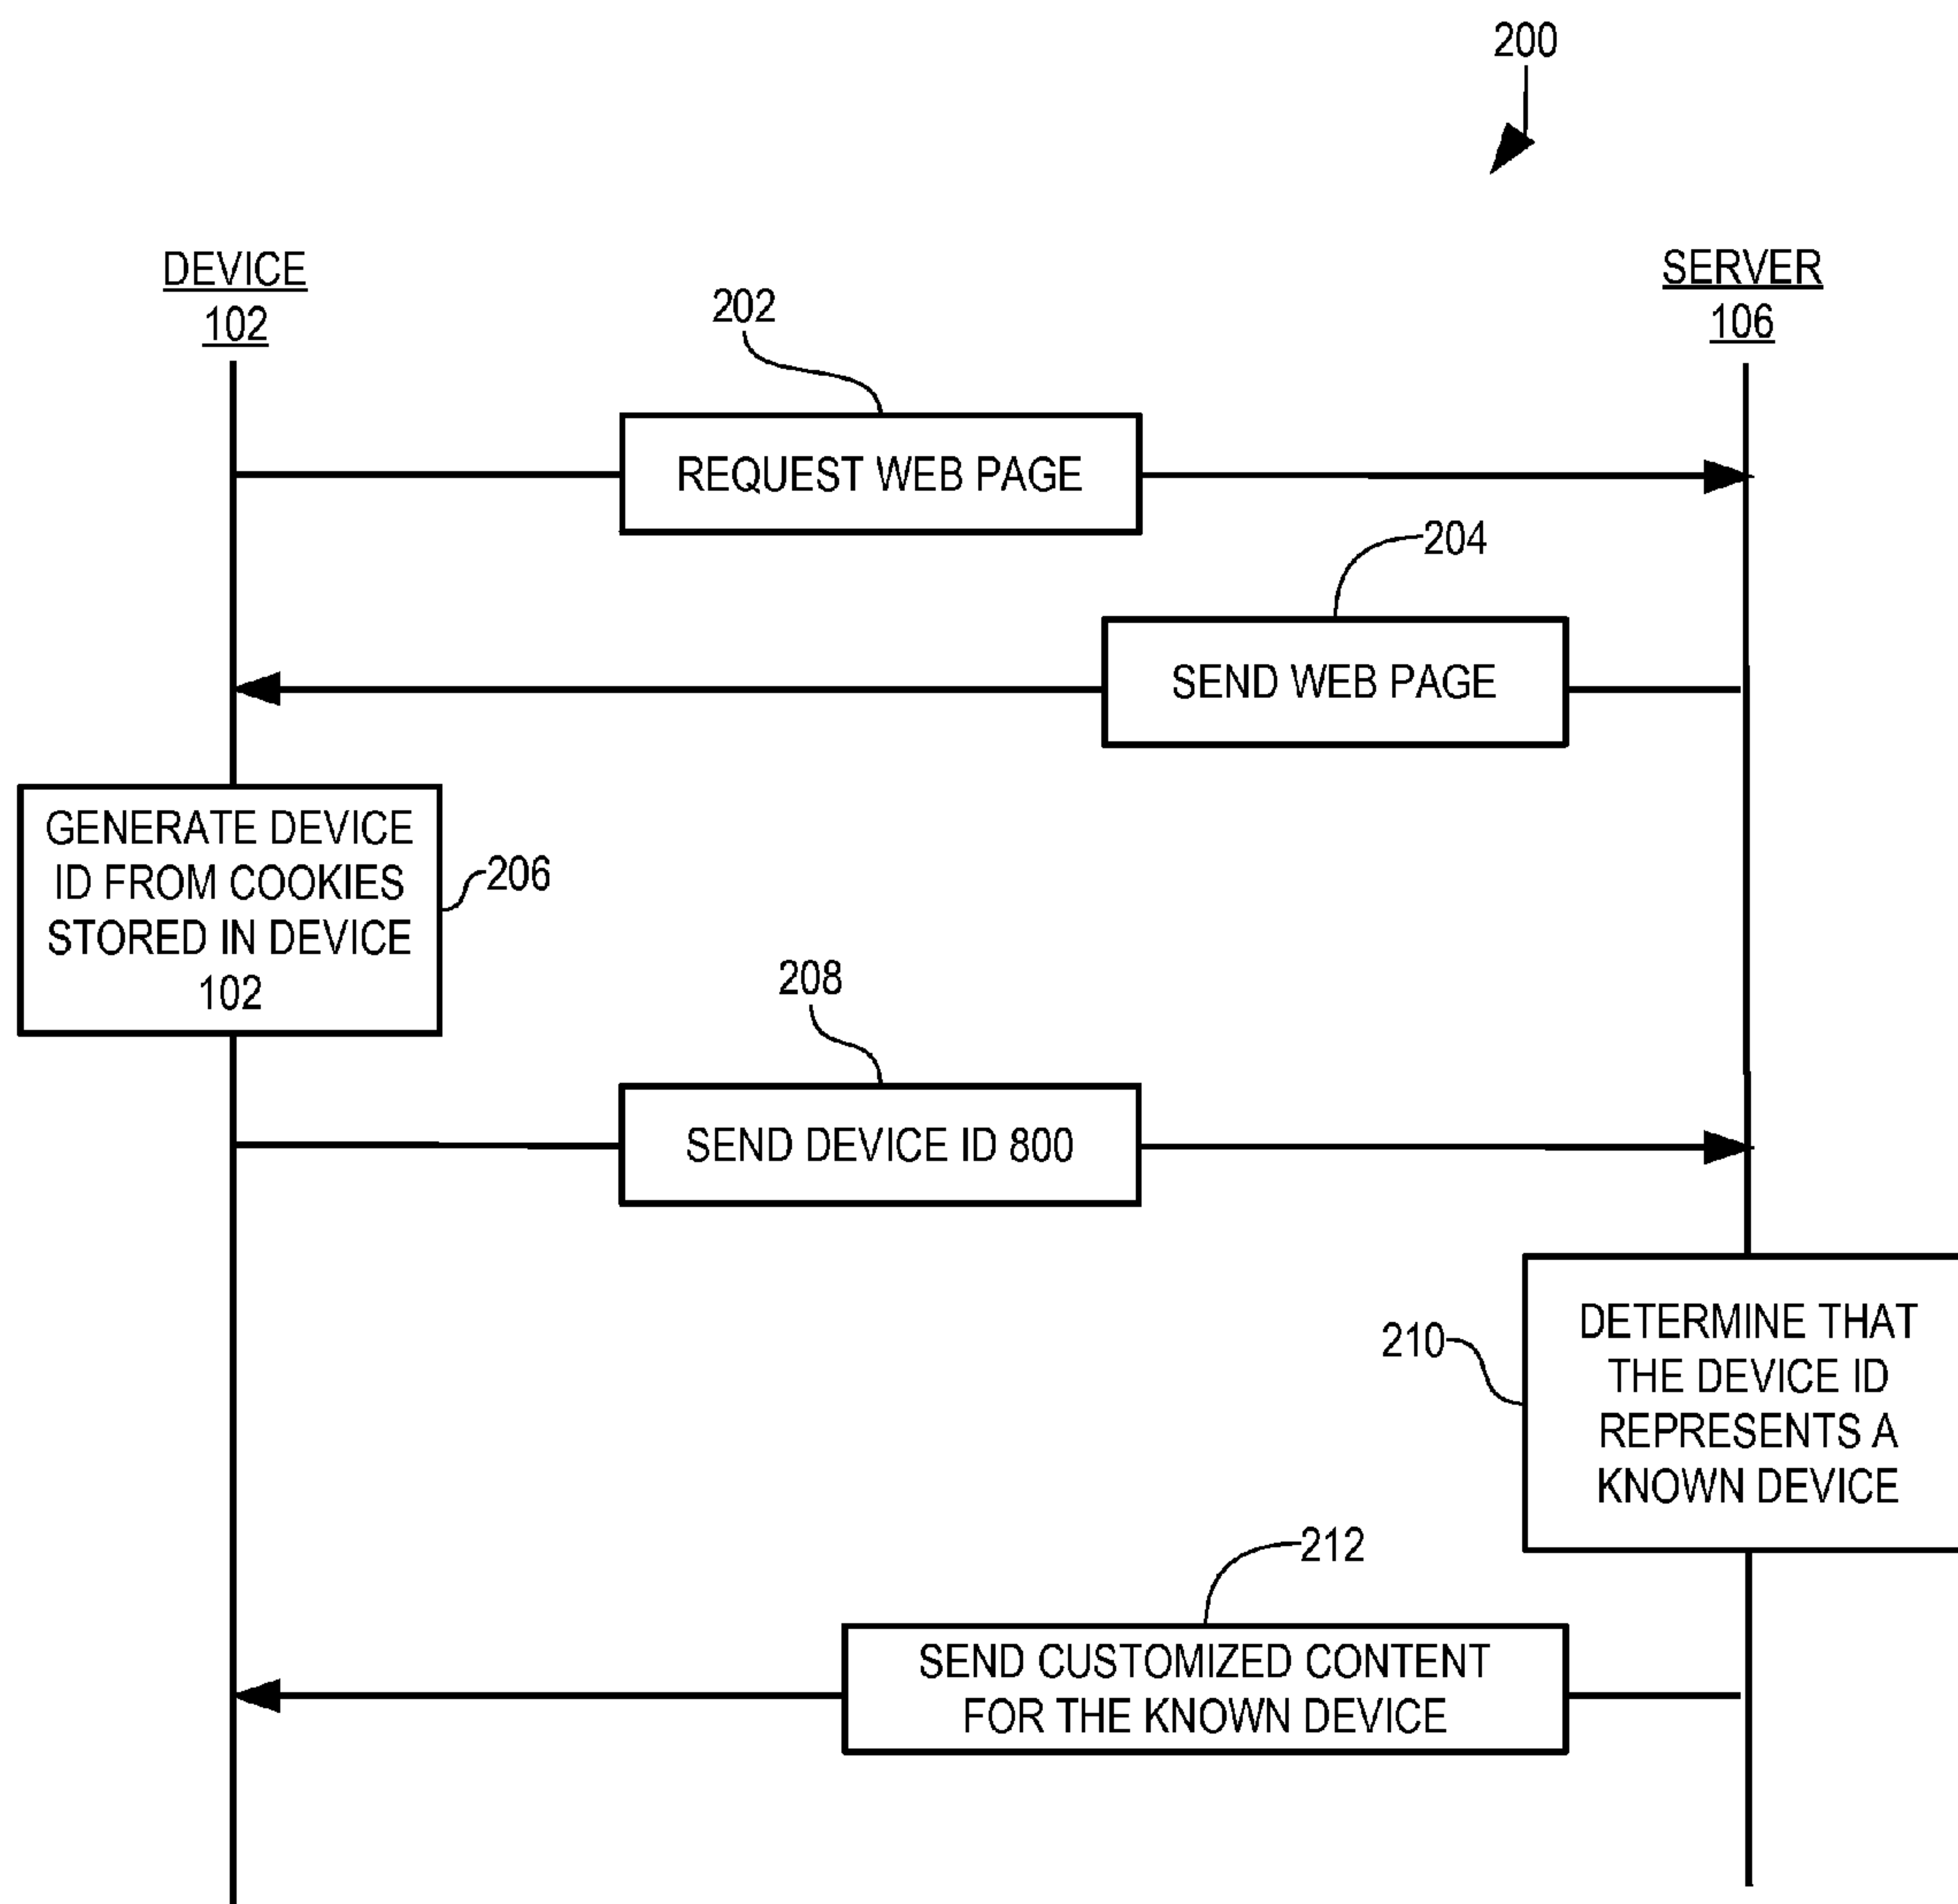 200
DEVICE
102
SERVER
106
202
REQUEST WEB PAGE
204
SEND WEB PAGE
GENERATE DEVICE
ID FROM COOKIES
STORED IN DEVICE
102
206
208
SEND DEVICE ID 800
210
DETERMINE THAT
THE DEVICE ID
REPRESENTS A
KNOWN DEVICE
212
SEND CUSTOMIZED CONTENT
FOR THE KNOWN DEVICE